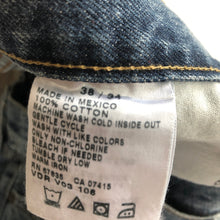 38 / 34
MADE IN MEXICO
100% COTTON
MACHINE WASH COLD INSIDE OUT
GENTLE CYCLE
WASH WITH LIKE COLORS
ONLY NON-CHLORINE
BLEACH IF NEEDED
TUMBLE DRY LOW
WARM IRON
CA 07415